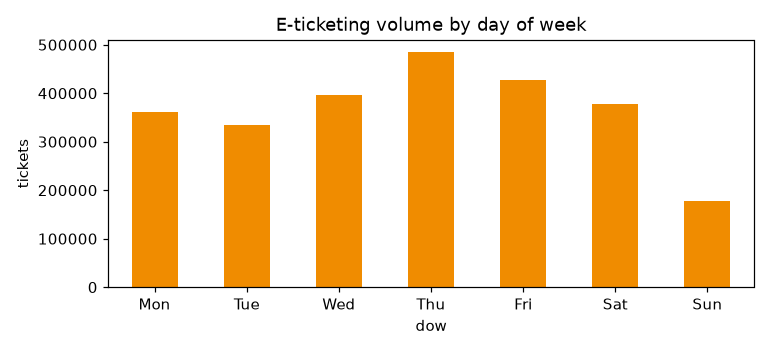 E-ticketing volume by day of week
tickets
500000
400000
300000
200000
100000
0
Mon Tue Wed Thu Fri Sat Sun
dow